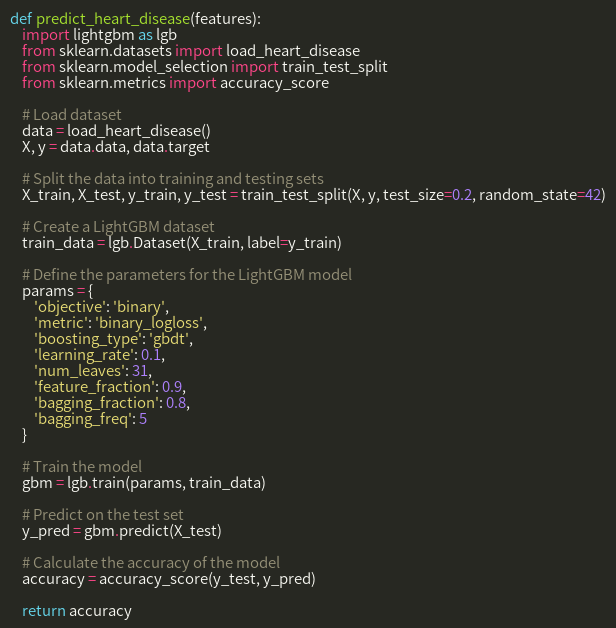 def predict_heart_disease(features):
import lightgbm as lgb
from sklearn.datasets import load_heart_disease
from sklearn.model_selection import train_test_split
from sklearn.metrics import accuracy_score
# Load dataset
data = load_heart_disease()
X, y = data.data, data.target
# Split the data into training and testing sets
X_train, X_test, y_train, y_test = train_test_split(X, y, test_size=0.2, random_state=42)
# Create a LightGBM dataset
train_data = lgb.Dataset(X_train, label=y_train)
# Define the parameters for the LightGBM model
params = {
'objective': 'binary',
'metric': 'binary_logloss',
'boosting_type': 'gbdt',
'learning_rate': 0.1,
'num_leaves': 31,
'feature_fraction': 0.9,
'bagging_fraction': 0.8,
'bagging_freq': 5
}
# Train the model
gbm = lgb.train(params, train_data)
# Predict on the test set
y_pred = gbm.predict(X_test)
# Calculate the accuracy of the model
accuracy = accuracy_score(y_test, y_pred)
return accuracy